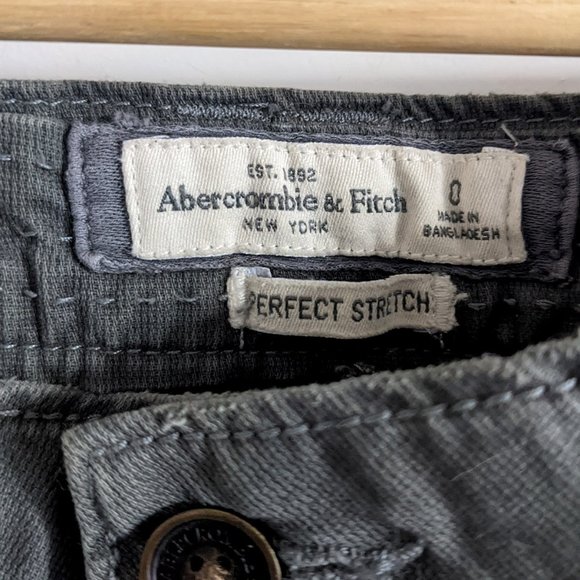 EST. 1892
Abercrombie & Fitch
NEW YORK
0
MADE IN
BANGLADESH
PERFECT STRETCH